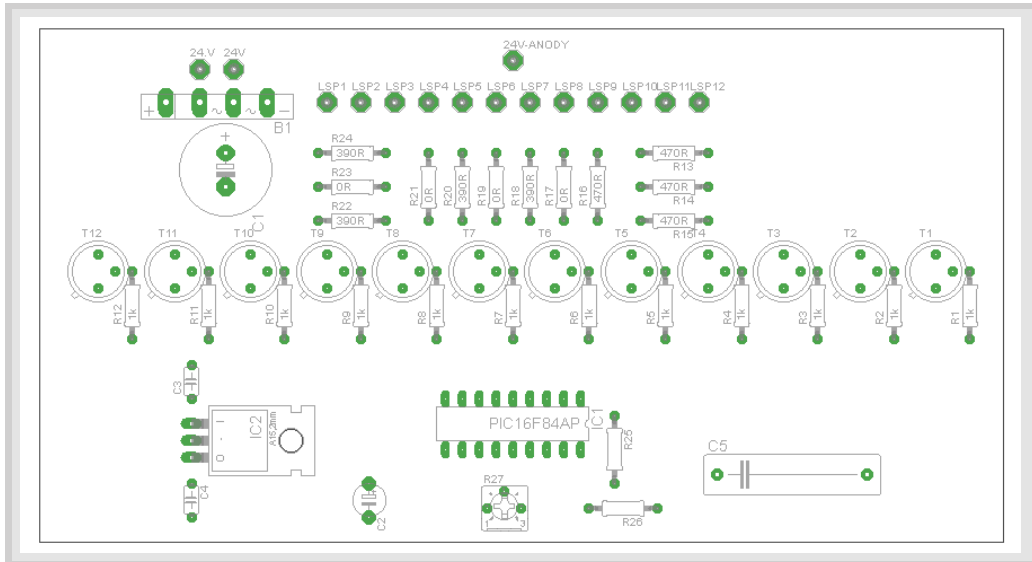 24V-ANODY
24.V 24V
LSP1 LSP2 LSP3 LSP4 LSP5 LSP6 LSP7 LSP8 LSP9 LSP10 LSP11 LSP12
+ ~ ~ -
B1
+
C1
R24
390R
R23
0R
R22
390R
R21 0R
R20 390R
R19 0R
R18 390R
R17 0R
R16 470R
470R
R13
470R
R14
470R
R15
T12 T11 T10 T9 T8 T7 T6 T5 T4 T3 T2 T1
R12 1k
R11 1k
R10 1k
R9 1k
R8 1k
R7 1k
R6 1k
R5 1k
R4 1k
R3 1k
R2 1k
R1 1k
C3
IC2
A15,2mm
C4
C2
PIC16F84AP
IC1
R25
R27
1 3
R26
C5